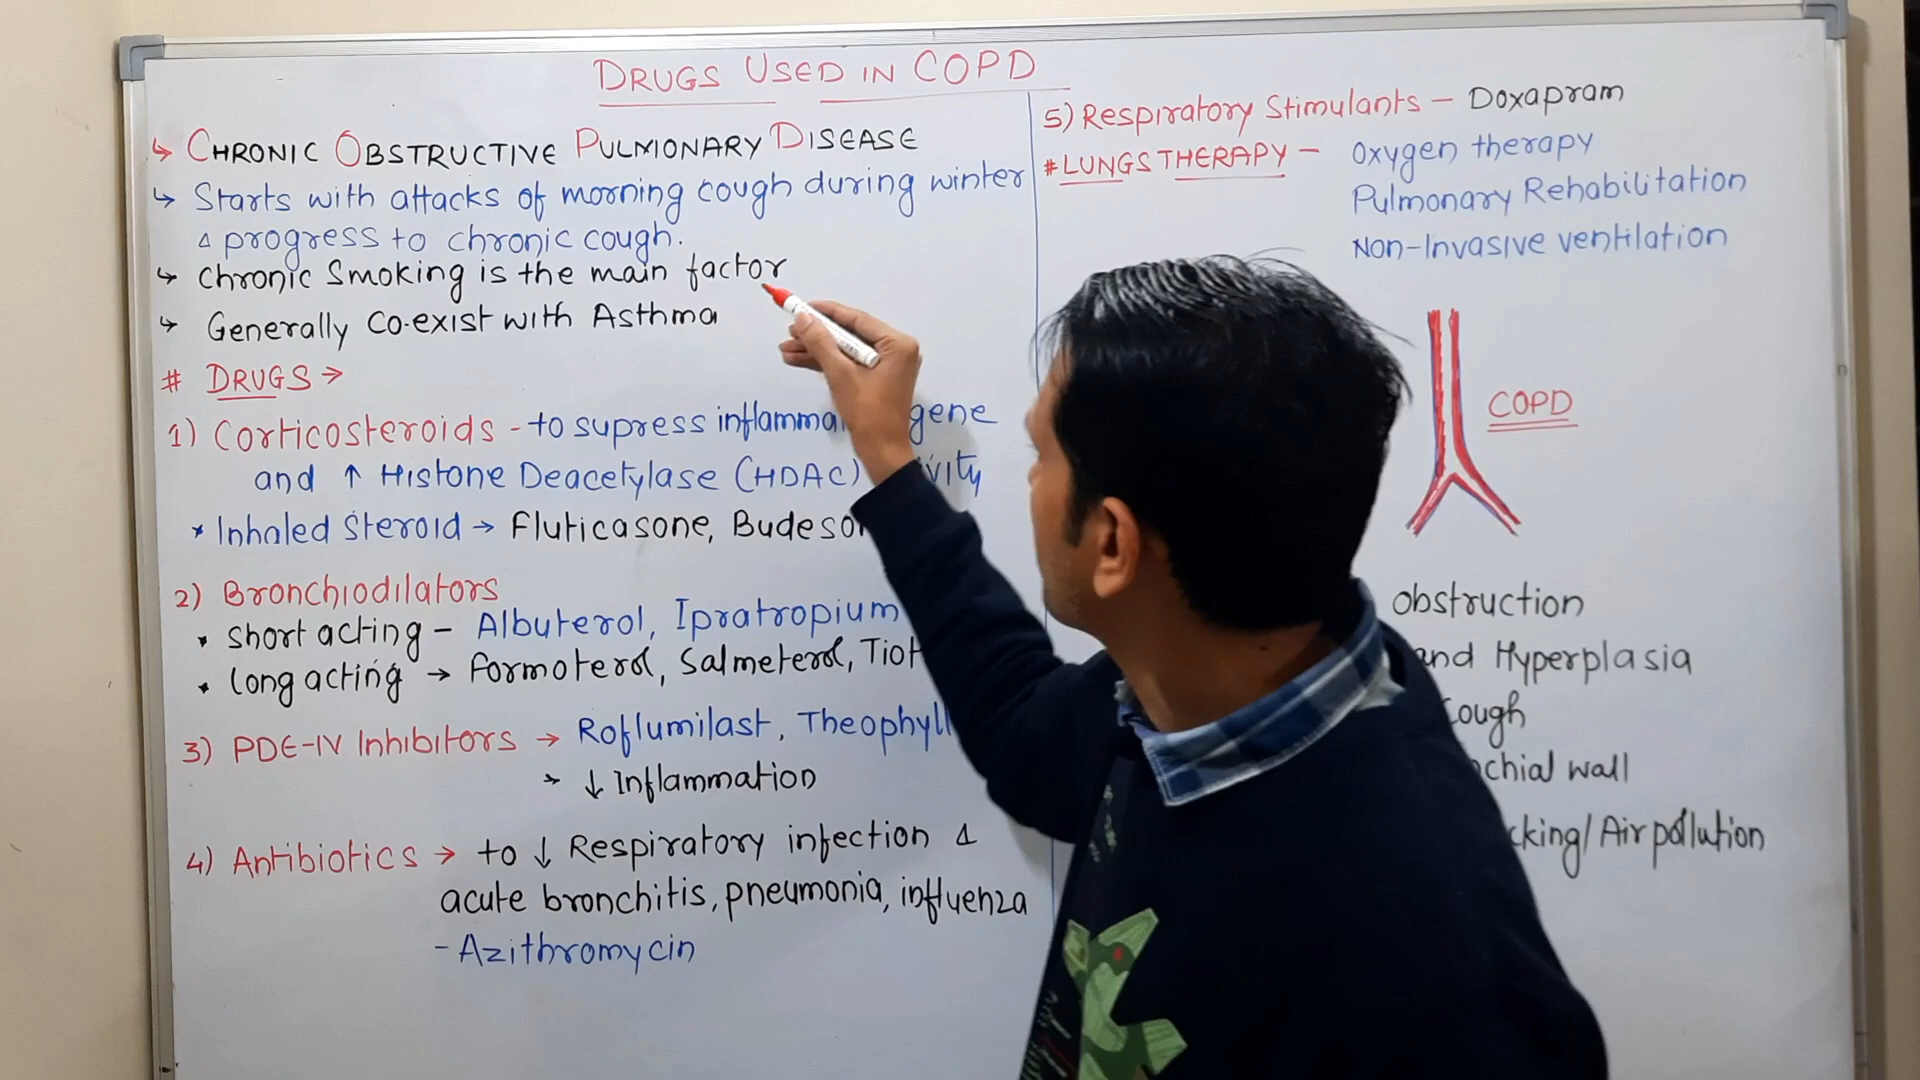 DRUGS USED IN COPD
↳ CHRONIC OBSTRUCTIVE PULMONARY DISEASE
↳ Starts with attacks of morning cough during winter
& progress to chronic cough.
↳ Chronic Smoking is the main factor
↳ Generally Co-exist with Asthma
# DRUGS →
1) Corticosteroids - to supress inflamma gene
and ↑ Histone Deacetylase (HDAC)
* Inhaled Steroid → Fluticasone,
2) Bronchiodilators
* short acting - Albuterol, Ipratropium
* long acting → formoterol, Salmeterol,
3) PDE-IV Inhibitors → Roflumilast,
→ ↓ Inflammation
4) Antibiotics → to ↓ Respiratory infection &
acute bronchitis, pneumonia, influenza
- Azithromycin
5) Respiratory Stimulants - Doxapram
# LUNGS THERAPY - Oxygen therapy
Pulmonary Rehabilitation
Non-Invasive ventilation
COPD
obstruction
and Hyperplasia
Cough
wall
/Air pollution